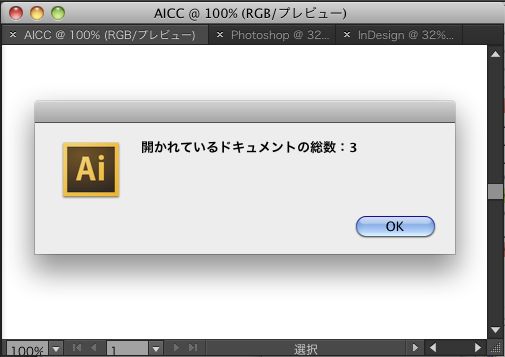 AICC @ 100% (RGB/プレビュー)
× AICC @ 100% (RGB/プレビュー) × Photoshop @ 32... × InDesign @ 32%...
Ai
開かれているドキュメントの総数：3
OK
100% 1 選択